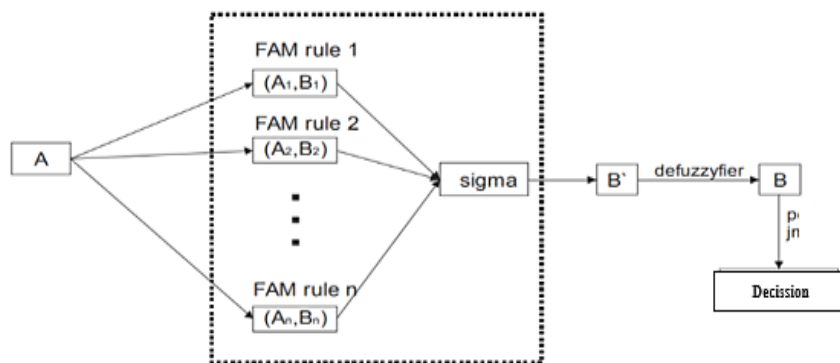 FAM rule 1
(A₁,B₁)
FAM rule 2
(A₂,B₂)
A
sigma
B`
defuzzyfier
B
FAM rule n
(Aₙ,Bₙ)
Decission